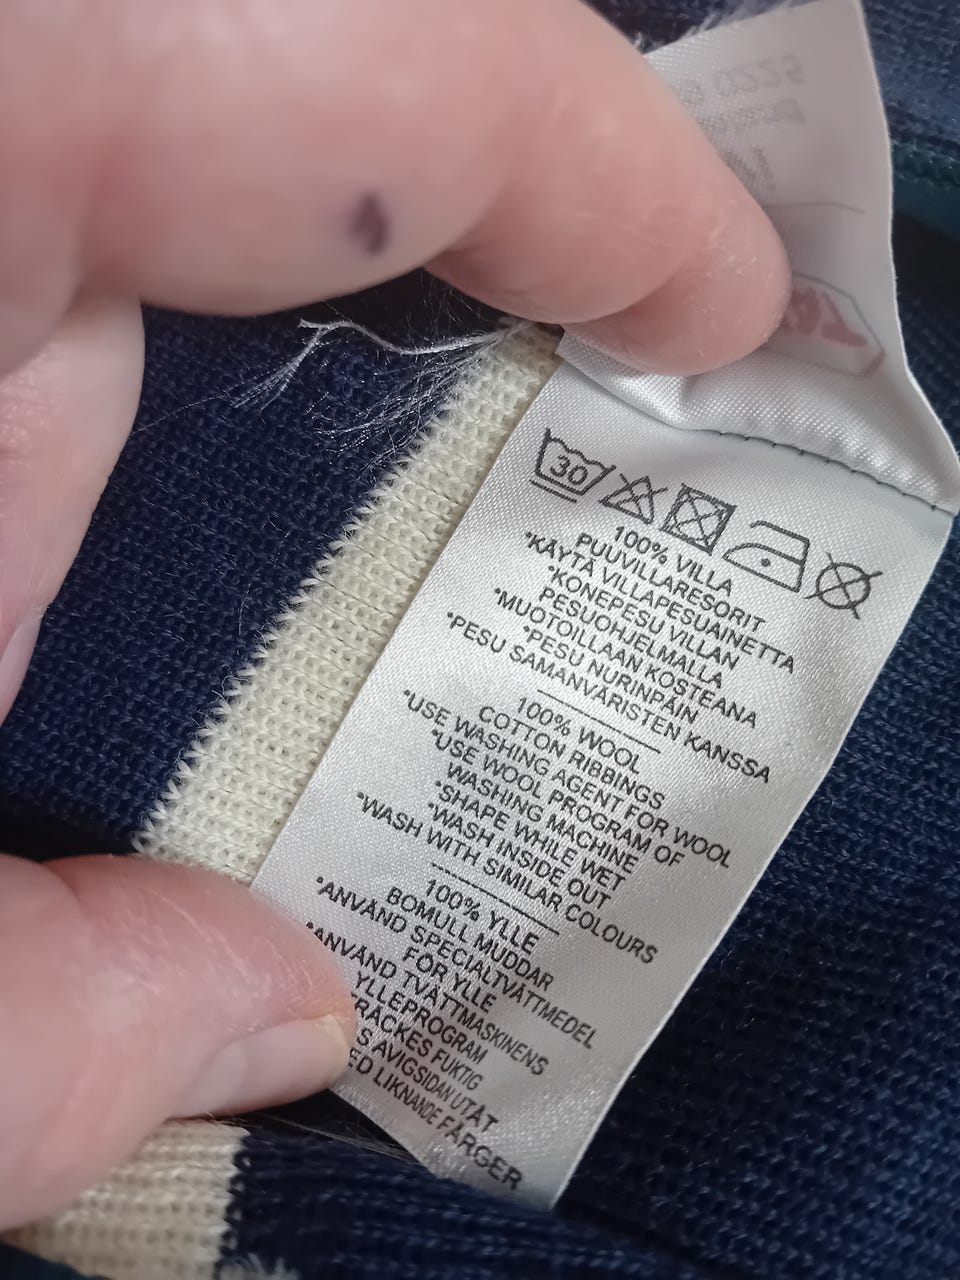 30
100% VILLA
PUUVILLARESORIT
*KÄYTÄ VILLAPESUAINETTA
*KONEPESU VILLAN
PESUOHJELMALLA
*MUOTOILLAAN KOSTEANA
*PESU NURINPÄIN
*PESU SAMANVÄRISTEN KANSSA
100% WOOL
COTTON RIBBINGS
*USE WASHING AGENT FOR WOOL
*USE WOOL PROGRAM OF
WASHING MACHINE
*SHAPE WHILE WET
*WASH INSIDE OUT
*WASH WITH SIMILAR COLOURS
100% YLLE
BOMULL MUDDAR
*ANVÄND SPECIALTVÄTTMEDEL
FÖR YLLE
*ANVÄND TVÄTTMASKINENS
YLLEPROGRAM
RÄCKES FUKTIG
S AVIGSIDAN UTÅT
ED LIKNANDE FÄRGER